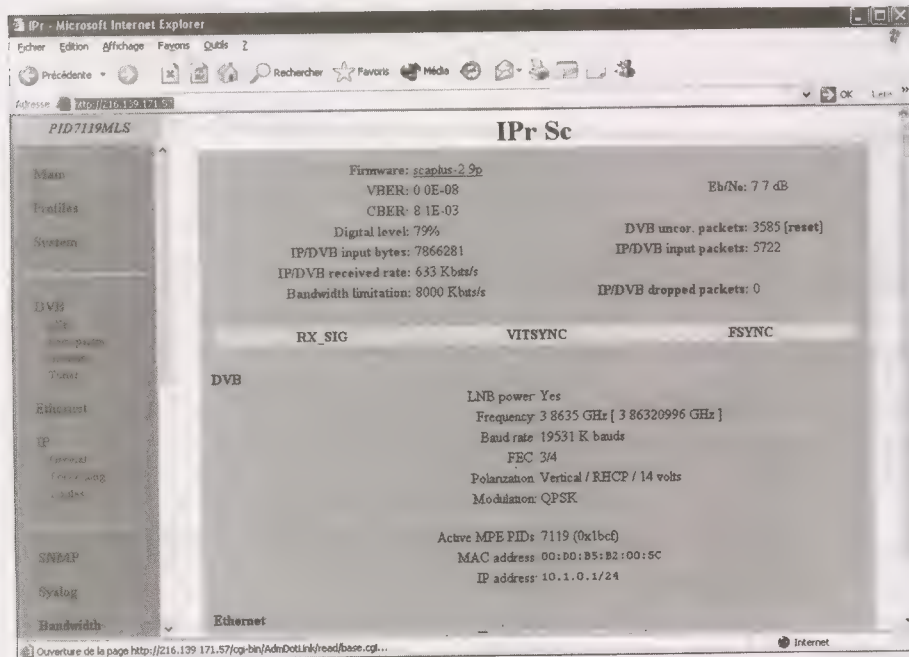 IPr - Microsoft Internet Explorer
Fichier Edition Affichage Favoris Outils ?
Précédente Rechercher Favoris Média
Adresse http://216.139.171.57 OK
PID7119MLS
Main
Profiles
System
DVB
Tuner
Ethernet
IP
SNMP
Syslog
Bandwidth
IPr Sc
Firmware: scaplus-2 9p
VBER: 0 0E-08 Eb/No: 7 7 dB
CBER: 8 1E-03
Digital level: 79% DVB uncor. packets: 3585 [reset]
IP/DVB input bytes: 7866281 IP/DVB input packets: 5722
IP/DVB received rate: 633 Kbits/s
Bandwidth limitation: 8000 Kbits/s IP/DVB dropped packets: 0
RX_SIG VITSYNC FSYNC
DVB
LNB power Yes
Frequency 3 8635 GHz [ 3 86320996 GHz ]
Baud rate 19531 K bauds
FEC 3/4
Polarization Vertical / RHCP / 14 volts
Modulation: QPSK
Active MPE PIDs 7119 (0x1bcf)
MAC address 00:D0:B5:B2:00:5C
IP address 10.1.0.1/24
Ethernet
Ouverture de la page http://216.139 171.57/cgi-bin/AdmDotLink/read/base.cgi... Internet